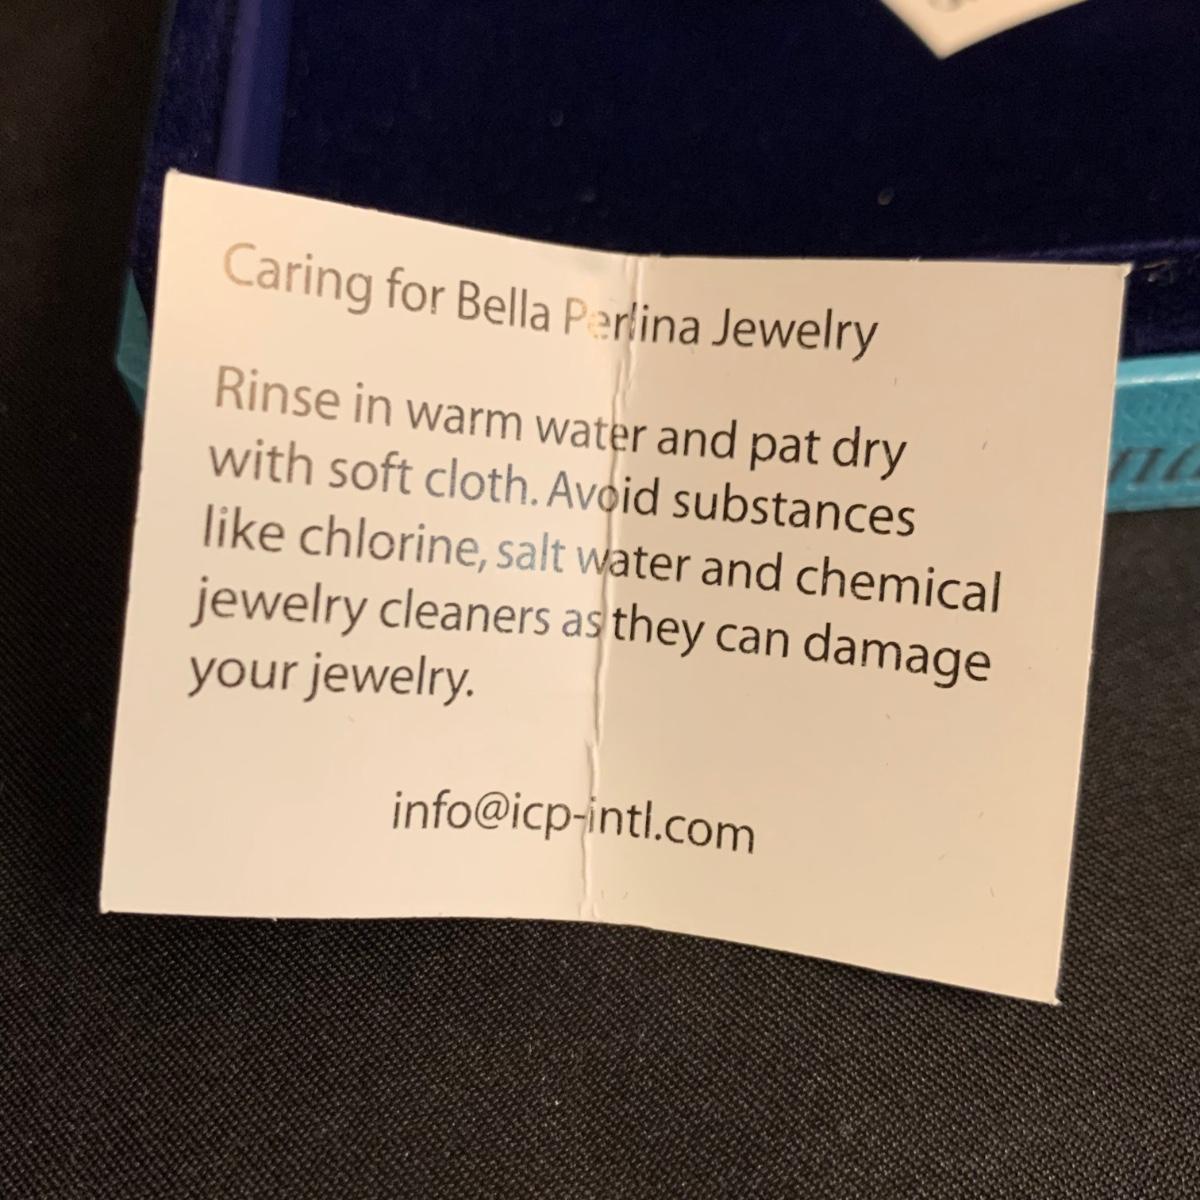 Caring for Bella Perlina Jewelry
Rinse in warm water and pat dry
with soft cloth. Avoid substances
like chlorine, salt water and chemical
jewelry cleaners as they can damage
your jewelry.
info@icp-intl.com